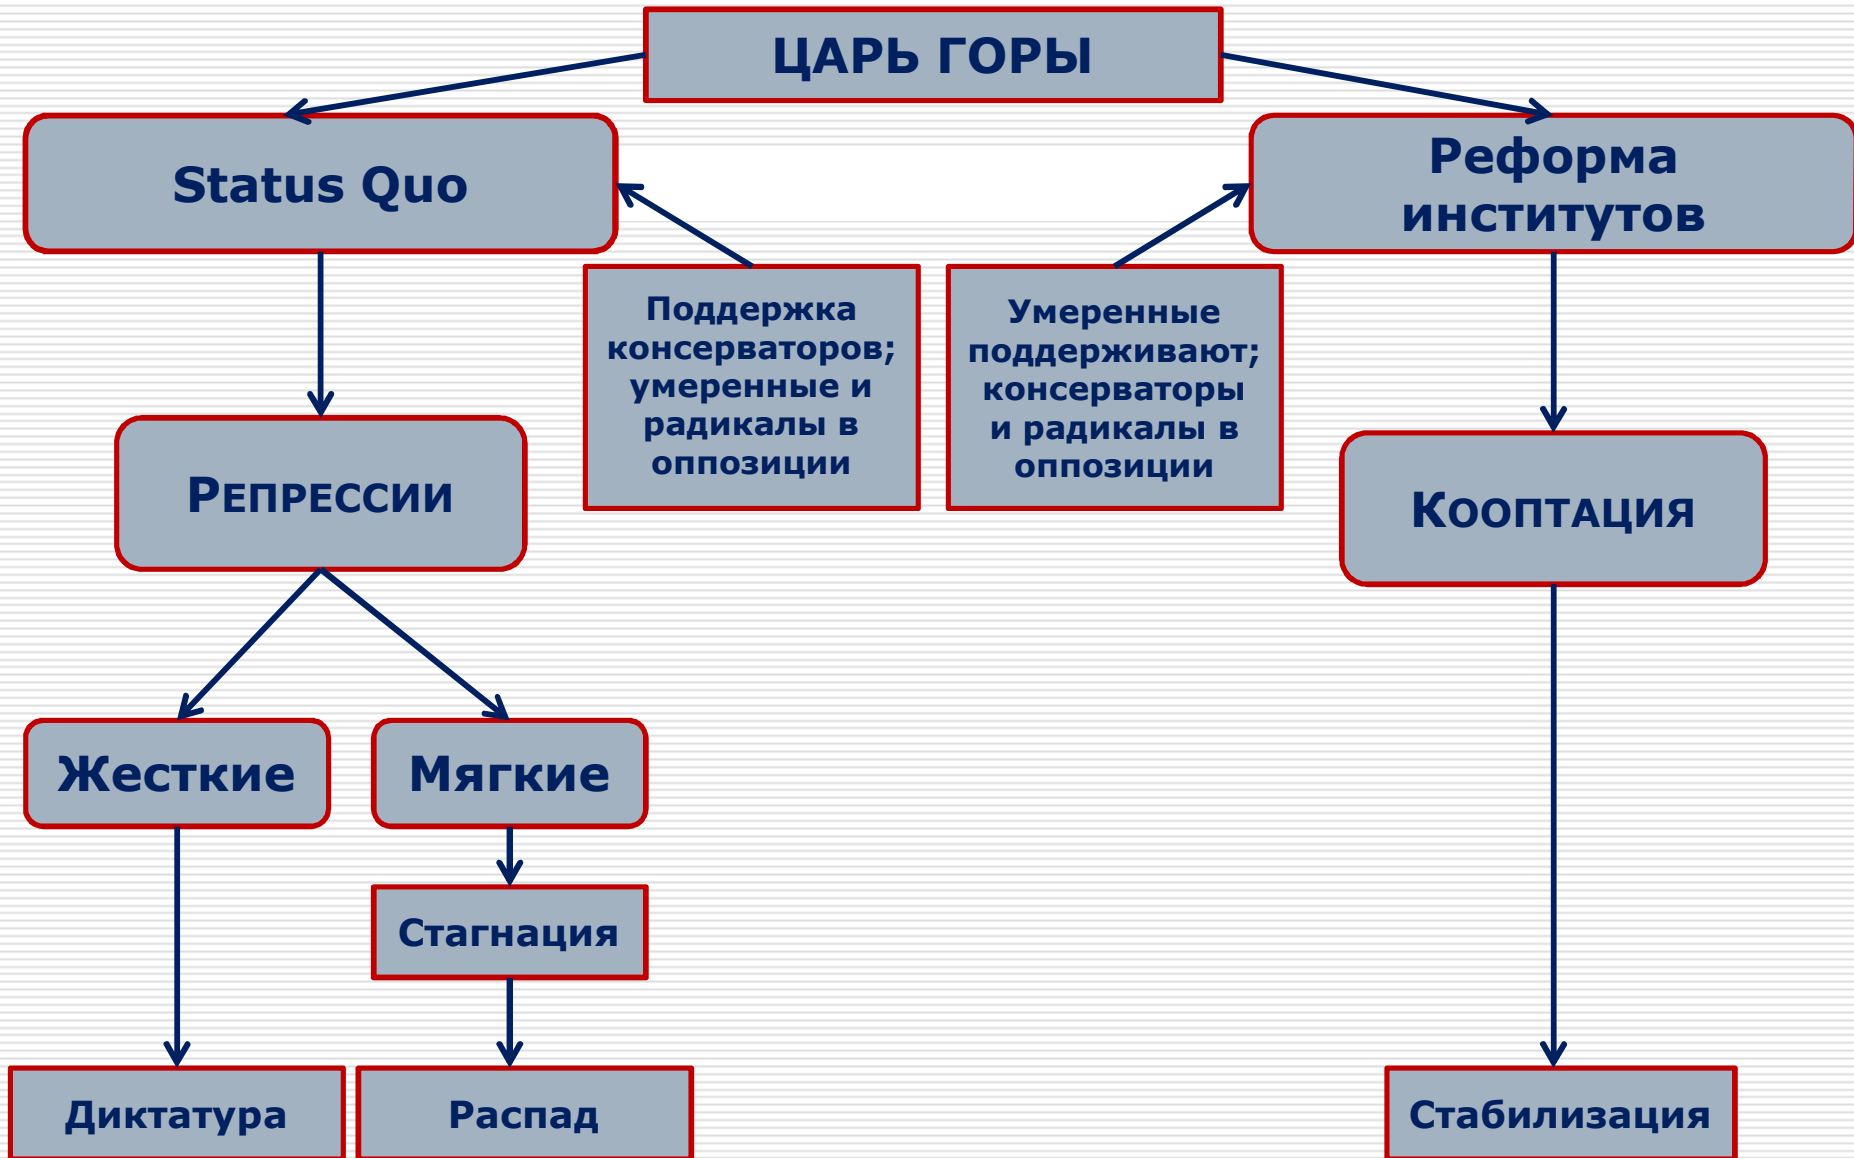 ЦАРЬ ГОРЫ
Status Quo
Реформа
институтов
Поддержка
консерваторов;
умеренные и
радикалы в
оппозиции
Умеренные
поддерживают;
консерваторы
и радикалы в
оппозиции
РЕПРЕССИИ
КООПТАЦИЯ
Жесткие
Мягкие
Стагнация
Диктатура
Распад
Стабилизация